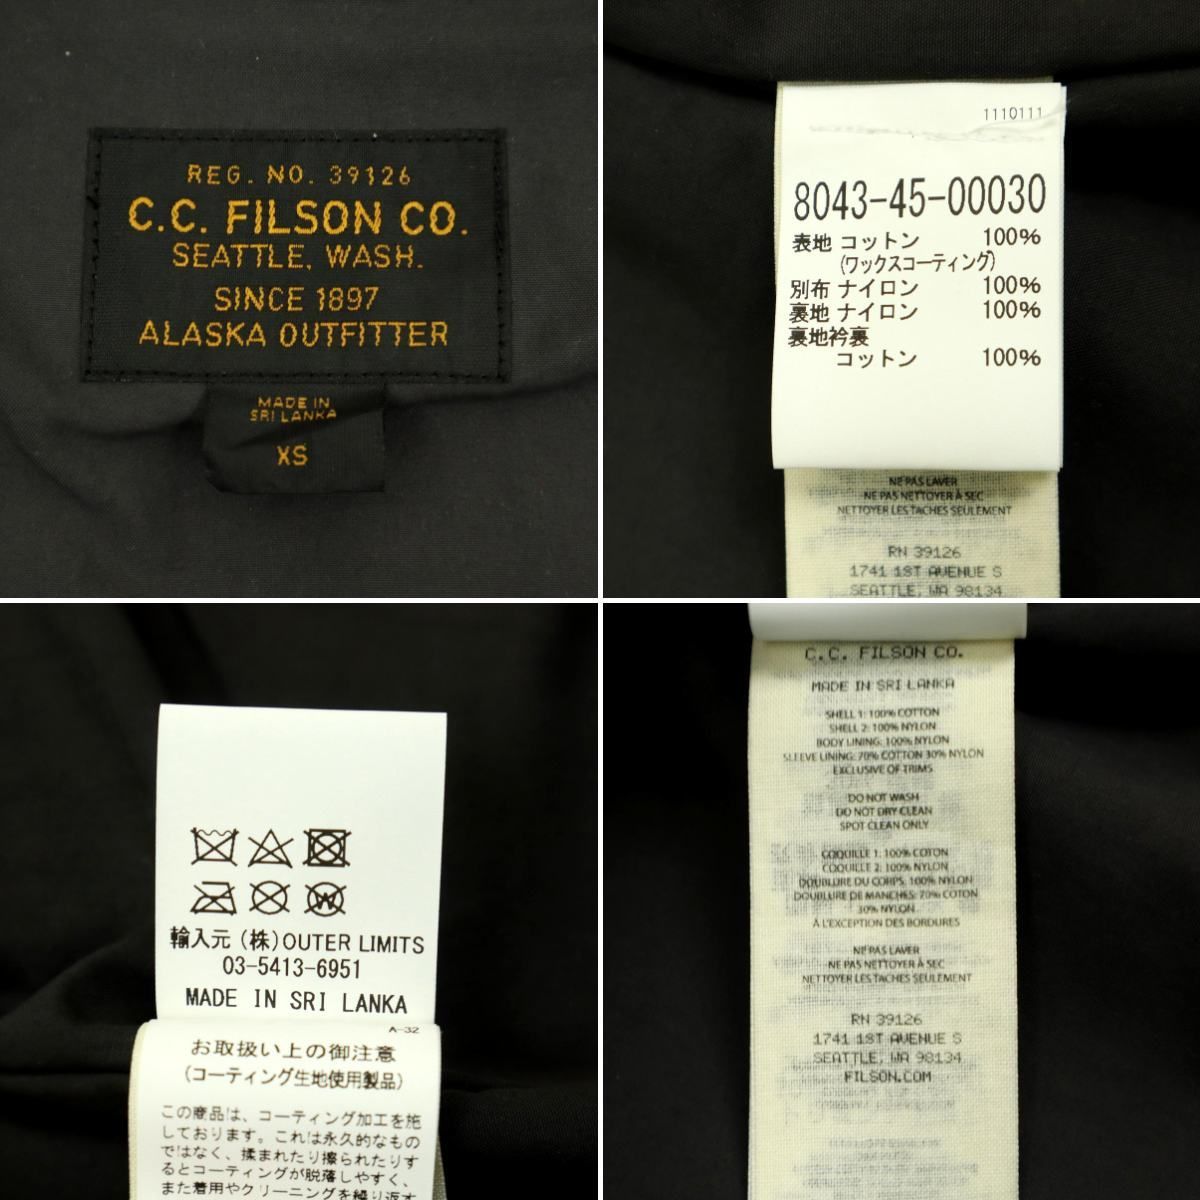 REG. NO. 39126
C.C. FILSON CO.
SEATTLE, WASH.
SINCE 1897
ALASKA OUTFITTER
MADE IN
SRI LANKA
XS
1110111
8043-45-00030
表地 コットン 100%
(ワックスコーティング)
別布 ナイロン 100%
裏地 ナイロン 100%
裏地衿裏
コットン 100%
NE PAS LAVER
NE PAS NETTOYER À SEC
NETTOYER LES TACHES SEULEMENT
RN 39126
1741 1ST AVENUE S
SEATTLE, WA 98134
輸入元 (株)OUTER LIMITS
03-5413-6951
MADE IN SRI LANKA
A-32
お取扱い上の御注意
(コーティング生地使用製品)
この商品は、コーティング加工を施
しております。これは永久的なもの
ではなく、揉まれたり擦られたりす
るとコーティングが脱落しやすく、
また着用やクリーニングを繰り返す
C.C. FILSON CO.
MADE IN SRI LANKA
SHELL 1: 100% COTTON
SHELL 2: 100% NYLON
BODY LINING: 100% NYLON
SLEEVE LINING: 70% COTTON 30% NYLON
EXCLUSIVE OF TRIMS
DO NOT WASH
DO NOT DRY CLEAN
SPOT CLEAN ONLY
COQUILLE 1: 100% COTON
COQUILLE 2: 100% NYLON
DOUBLURE DU CORPS: 100% NYLON
DOUBLURE DE MANCHES: 70% COTON
30% NYLON
À L'EXCEPTION DES BORDURES
NE PAS LAVER
NE PAS NETTOYER À SEC
NETTOYER LES TACHES SEULEMENT
RN 39126
1741 1ST AVENUE S
SEATTLE, WA 98134
FILSON.COM